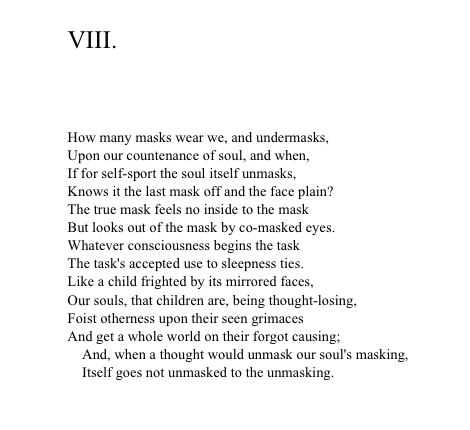 VIII.
How many masks wear we, and undermasks,
Upon our countenance of soul, and when,
If for self-sport the soul itself unmasks,
Knows it the last mask off and the face plain?
The true mask feels no inside to the mask
But looks out of the mask by co-masked eyes.
Whatever consciousness begins the task
The task's accepted use to sleepness ties.
Like a child frighted by its mirrored faces,
Our souls, that children are, being thought-losing,
Foist otherness upon their seen grimaces
And get a whole world on their forgot causing;
And, when a thought would unmask our soul's masking,
Itself goes not unmasked to the unmasking.